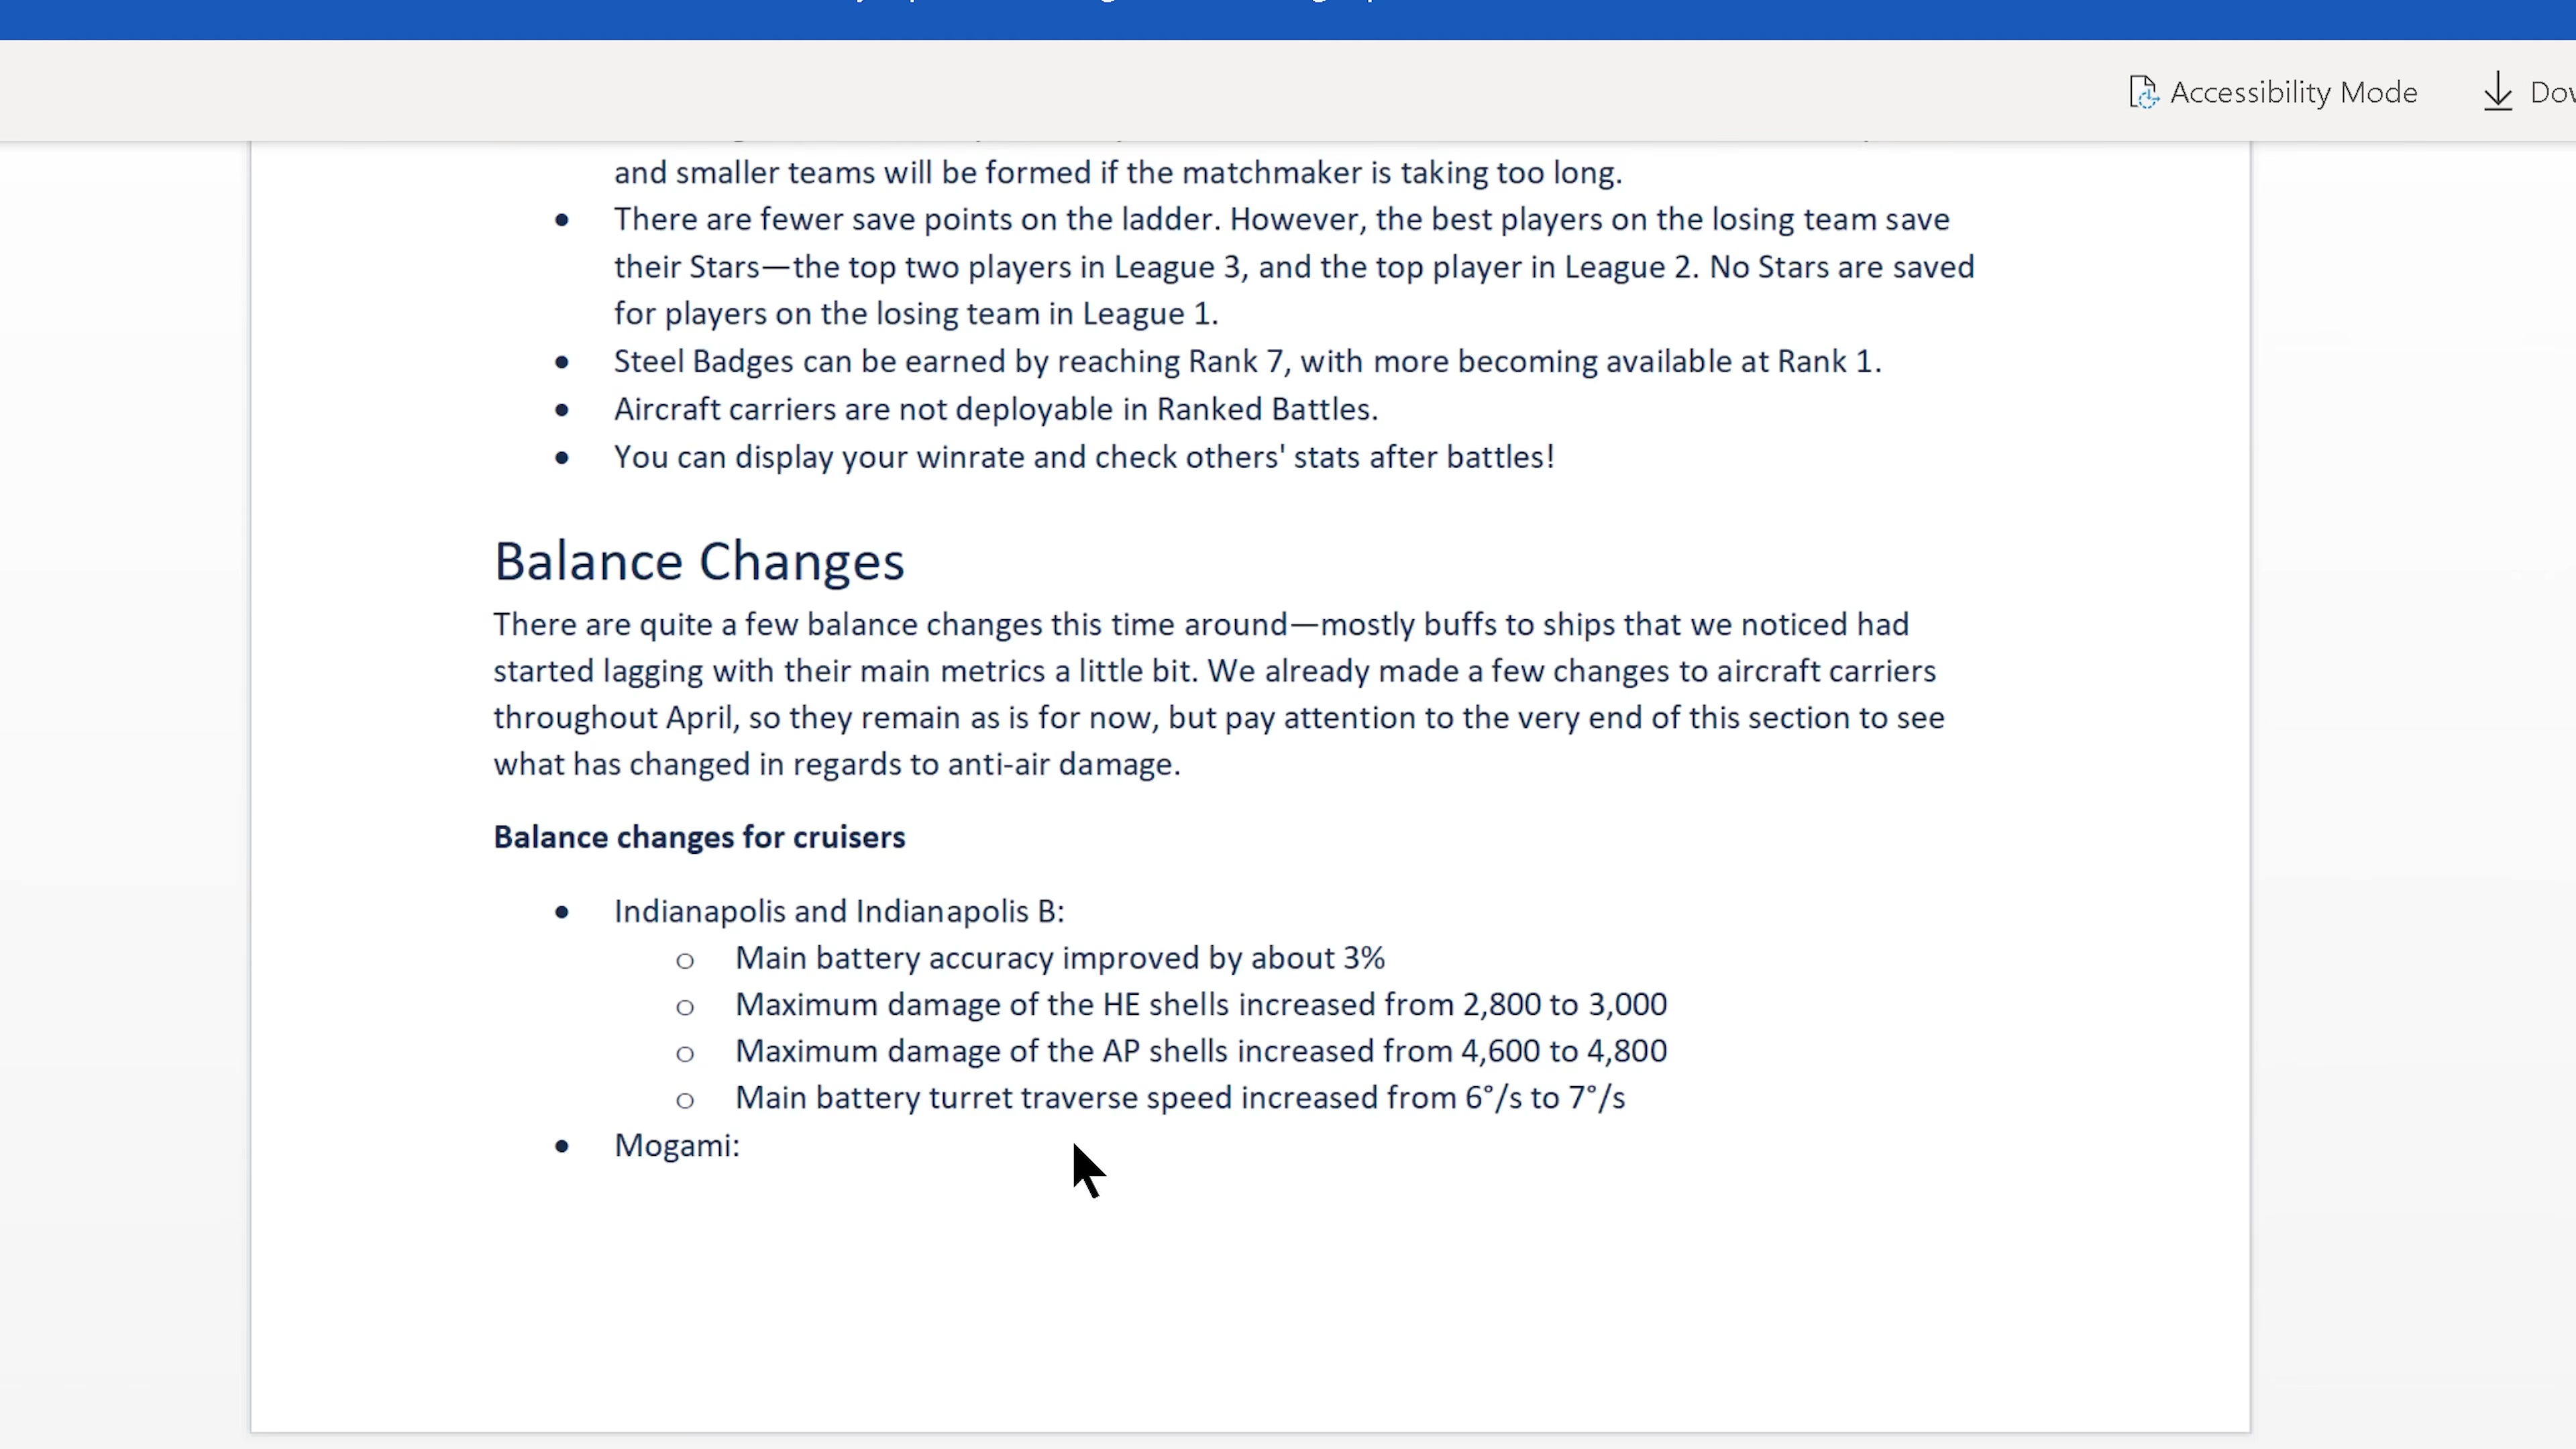 Accessibility Mode
and smaller teams will be formed if the matchmaker is taking too long.
• There are fewer save points on the ladder. However, the best players on the losing team save
their Stars—the top two players in League 3, and the top player in League 2. No Stars are saved
for players on the losing team in League 1.
• Steel Badges can be earned by reaching Rank 7, with more becoming available at Rank 1.
• Aircraft carriers are not deployable in Ranked Battles.
• You can display your winrate and check others' stats after battles!
Balance Changes
There are quite a few balance changes this time around—mostly buffs to ships that we noticed had
started lagging with their main metrics a little bit. We already made a few changes to aircraft carriers
throughout April, so they remain as is for now, but pay attention to the very end of this section to see
what has changed in regards to anti-air damage.
Balance changes for cruisers
• Indianapolis and Indianapolis B:
o Main battery accuracy improved by about 3%
o Maximum damage of the HE shells increased from 2,800 to 3,000
o Maximum damage of the AP shells increased from 4,600 to 4,800
o Main battery turret traverse speed increased from 6°/s to 7°/s
• Mogami: